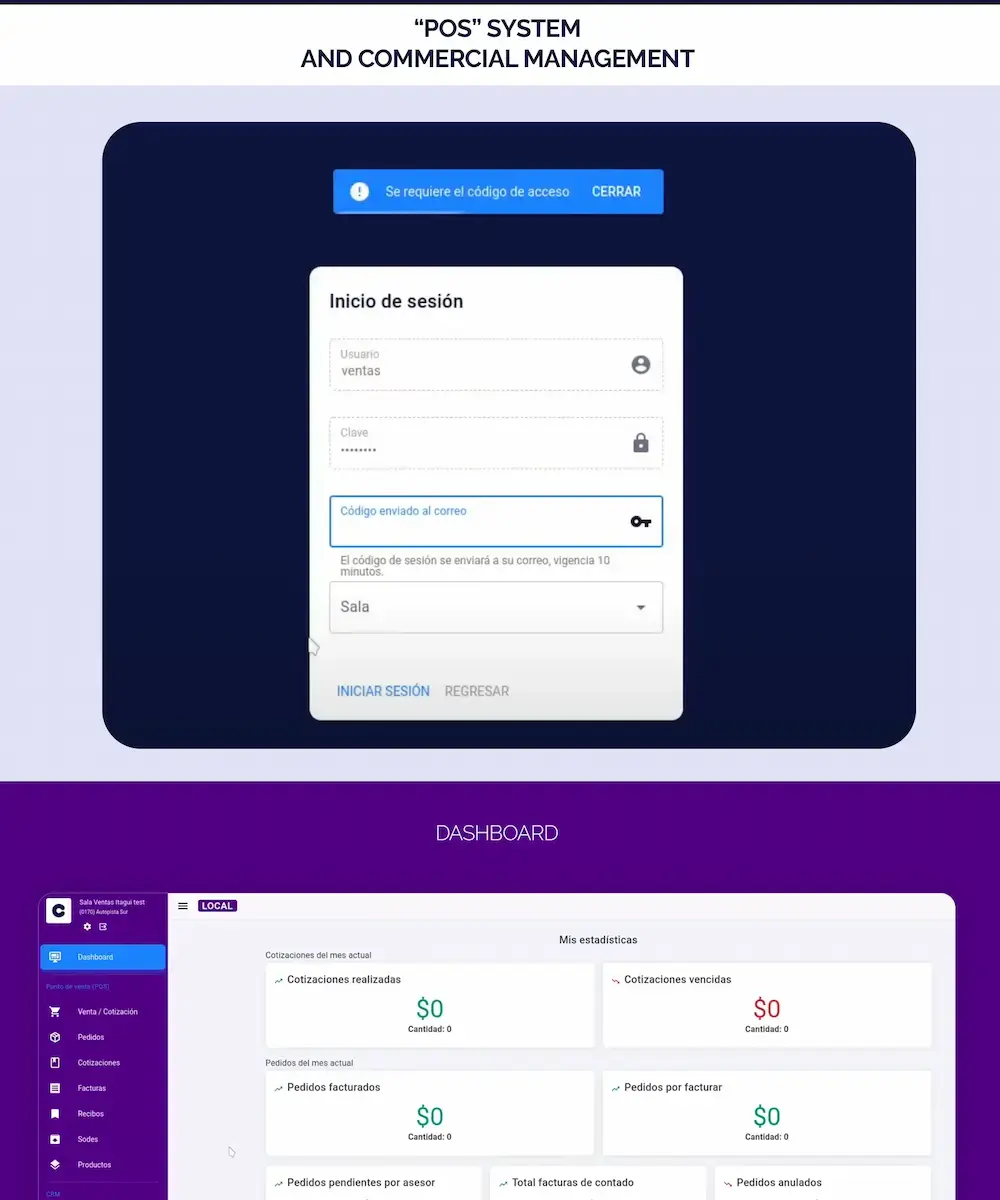 “POS” SYSTEM
AND COMMERCIAL MANAGEMENT
Se requiere el código de acceso CERRAR
Inicio de sesión
Usuario
ventas
Clave
••••••••
Código enviado al correo
El código de sesión se enviará a su correo, vigencia 10
minutos.
Sala
INICIAR SESIÓN REGRESAR
DASHBOARD
C
Sala Ventas Itagui test
(0170) Autopista Sur
LOCAL
Dashboard
Punto de venta (POS)
Venta / Cotización
Pedidos
Cotizaciones
Facturas
Recibos
Sodes
Productos
CRM
Mis estadísticas
Cotizaciones del mes actual
Cotizaciones realizadas
$0
Cantidad: 0
Cotizaciones vencidas
$0
Cantidad: 0
Pedidos del mes actual
Pedidos facturados
$0
Cantidad: 0
Pedidos por facturar
$0
Cantidad: 0
Pedidos pendientes por asesor
Total facturas de contado
Pedidos anulados